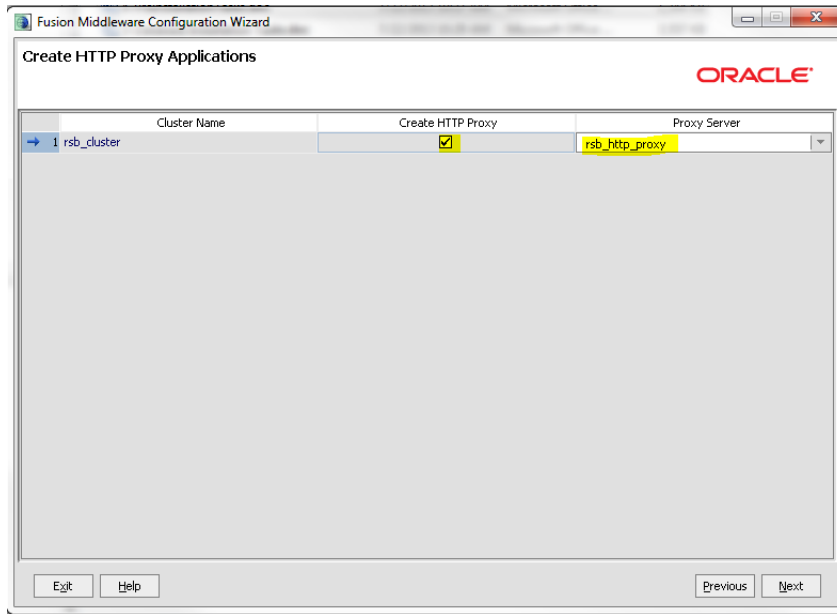 Fusion Middleware Configuration Wizard
Create HTTP Proxy Applications
ORACLE
Cluster Name Create HTTP Proxy Proxy Server
1 rsb_cluster rsb_http_proxy
Exit Help Previous Next